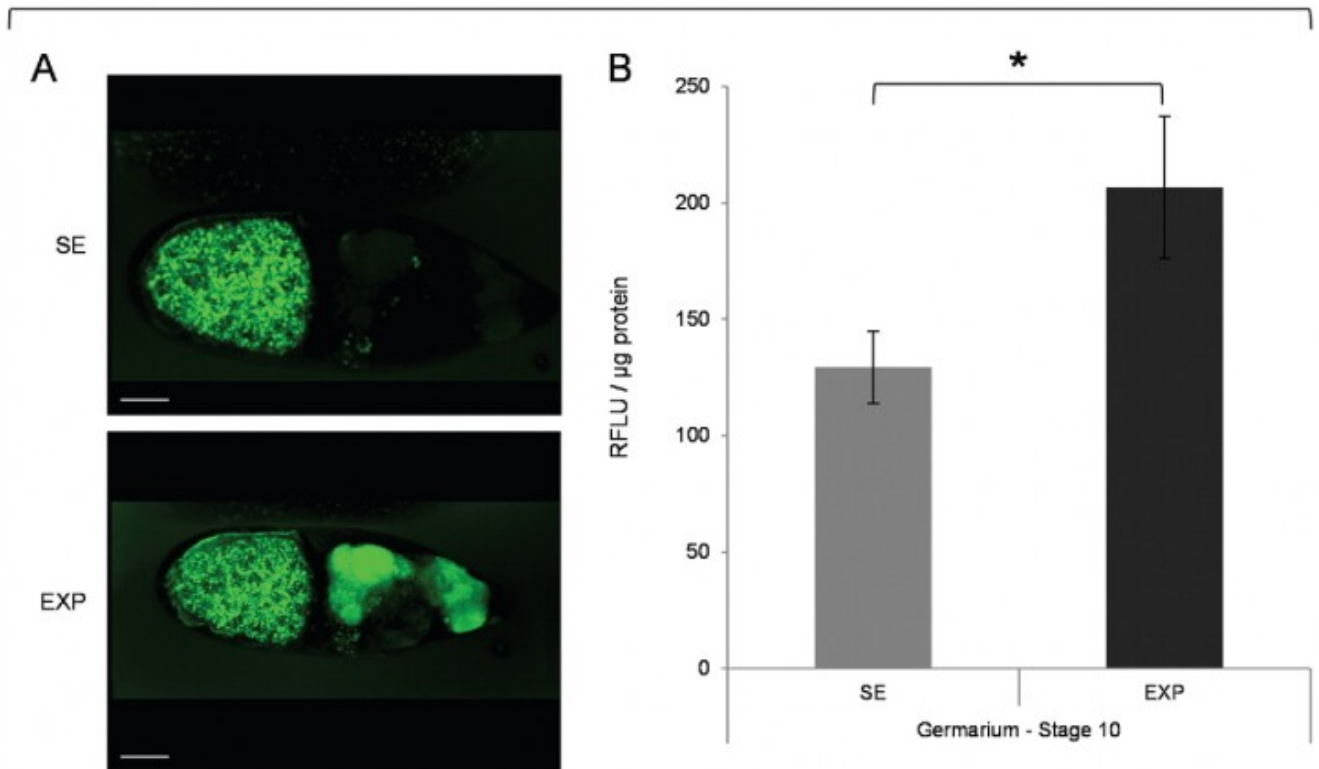 A
SE
EXP
B
*
250
200
150
100
50
0
RFLU / µg protein
SE
EXP
Germarium - Stage 10